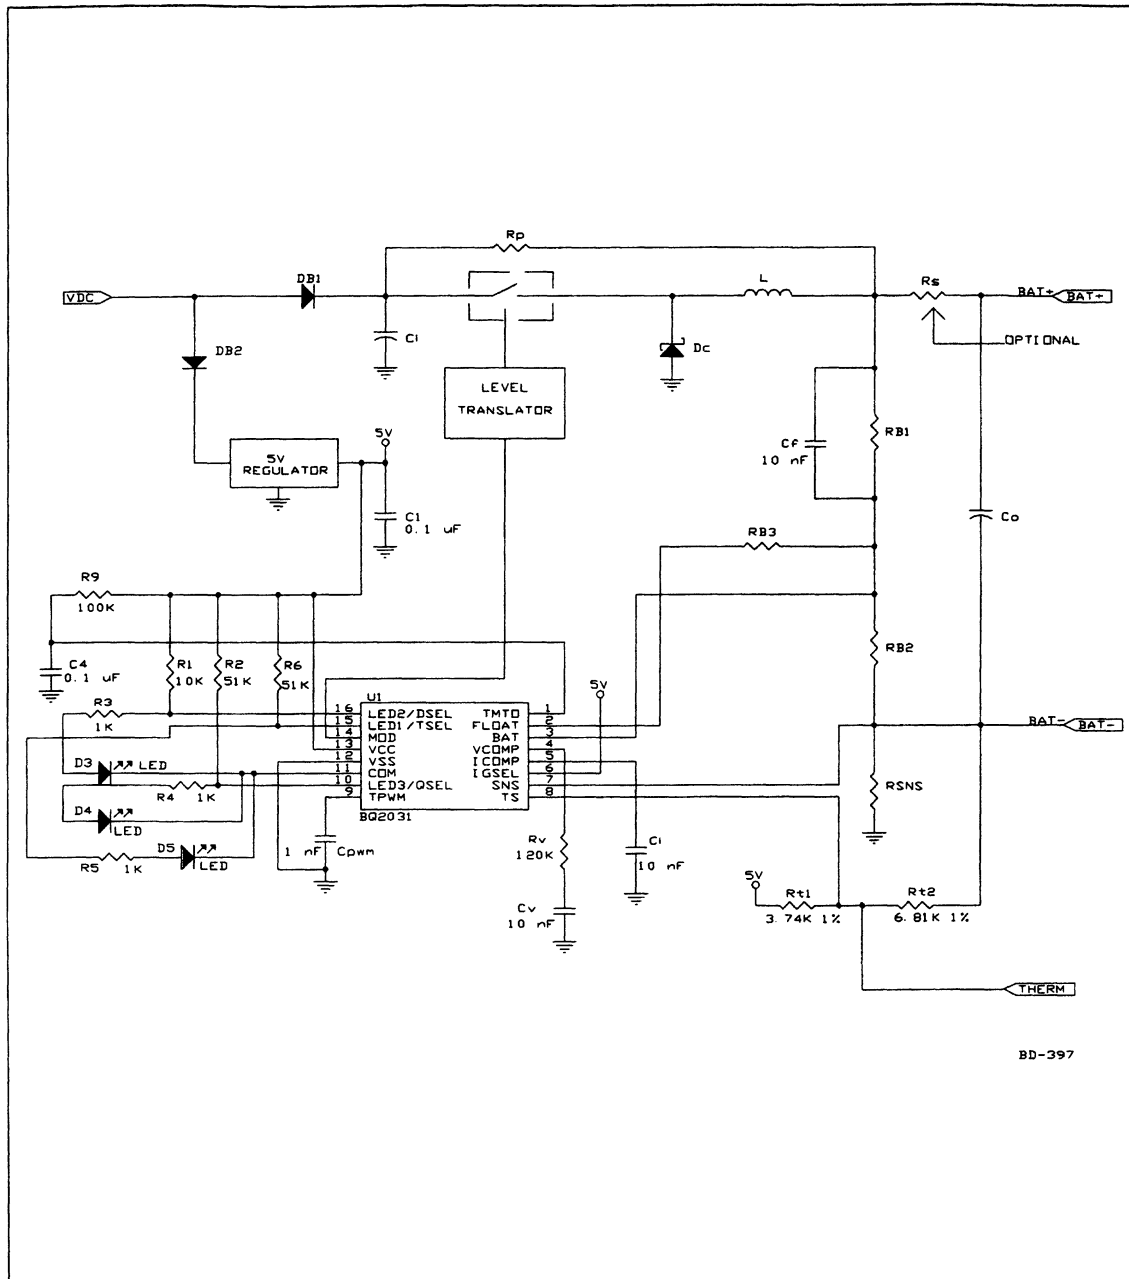 Rp
DB1
VDC
L
Rs
BAT+
BAT+
DB2
Ci
Dc
OPTIONAL
LEVEL
TRANSLATOR
5V
5V
REGULATOR
C1
0.1 uF
Cf
10 nF
RB1
Co
RB3
R9
100K
C4
0.1 uF
R1
10K
R2
51K
R6
51K
RB2
5V
U1
R3
1K
16
15
14
13
12
11
10
9
LED2/DSEL
LED1/TSEL
MOD
VCC
VSS
COM
LED3/QSEL
TPWM
TMTO
FLOAT
BAT
VCOMP
ICOMP
IGSEL
SNS
TS
1
2
3
4
5
6
7
8
BQ2031
BAT-
BAT-
D3
LED
R4
1K
D4
LED
D5
LED
R5
1K
1 nF
Cpwm
RSNS
Rv
120K
Ci
10 nF
Cv
10 nF
5V
Rt1
3.74K 1%
Rt2
6.81K 1%
THERM
BD-397